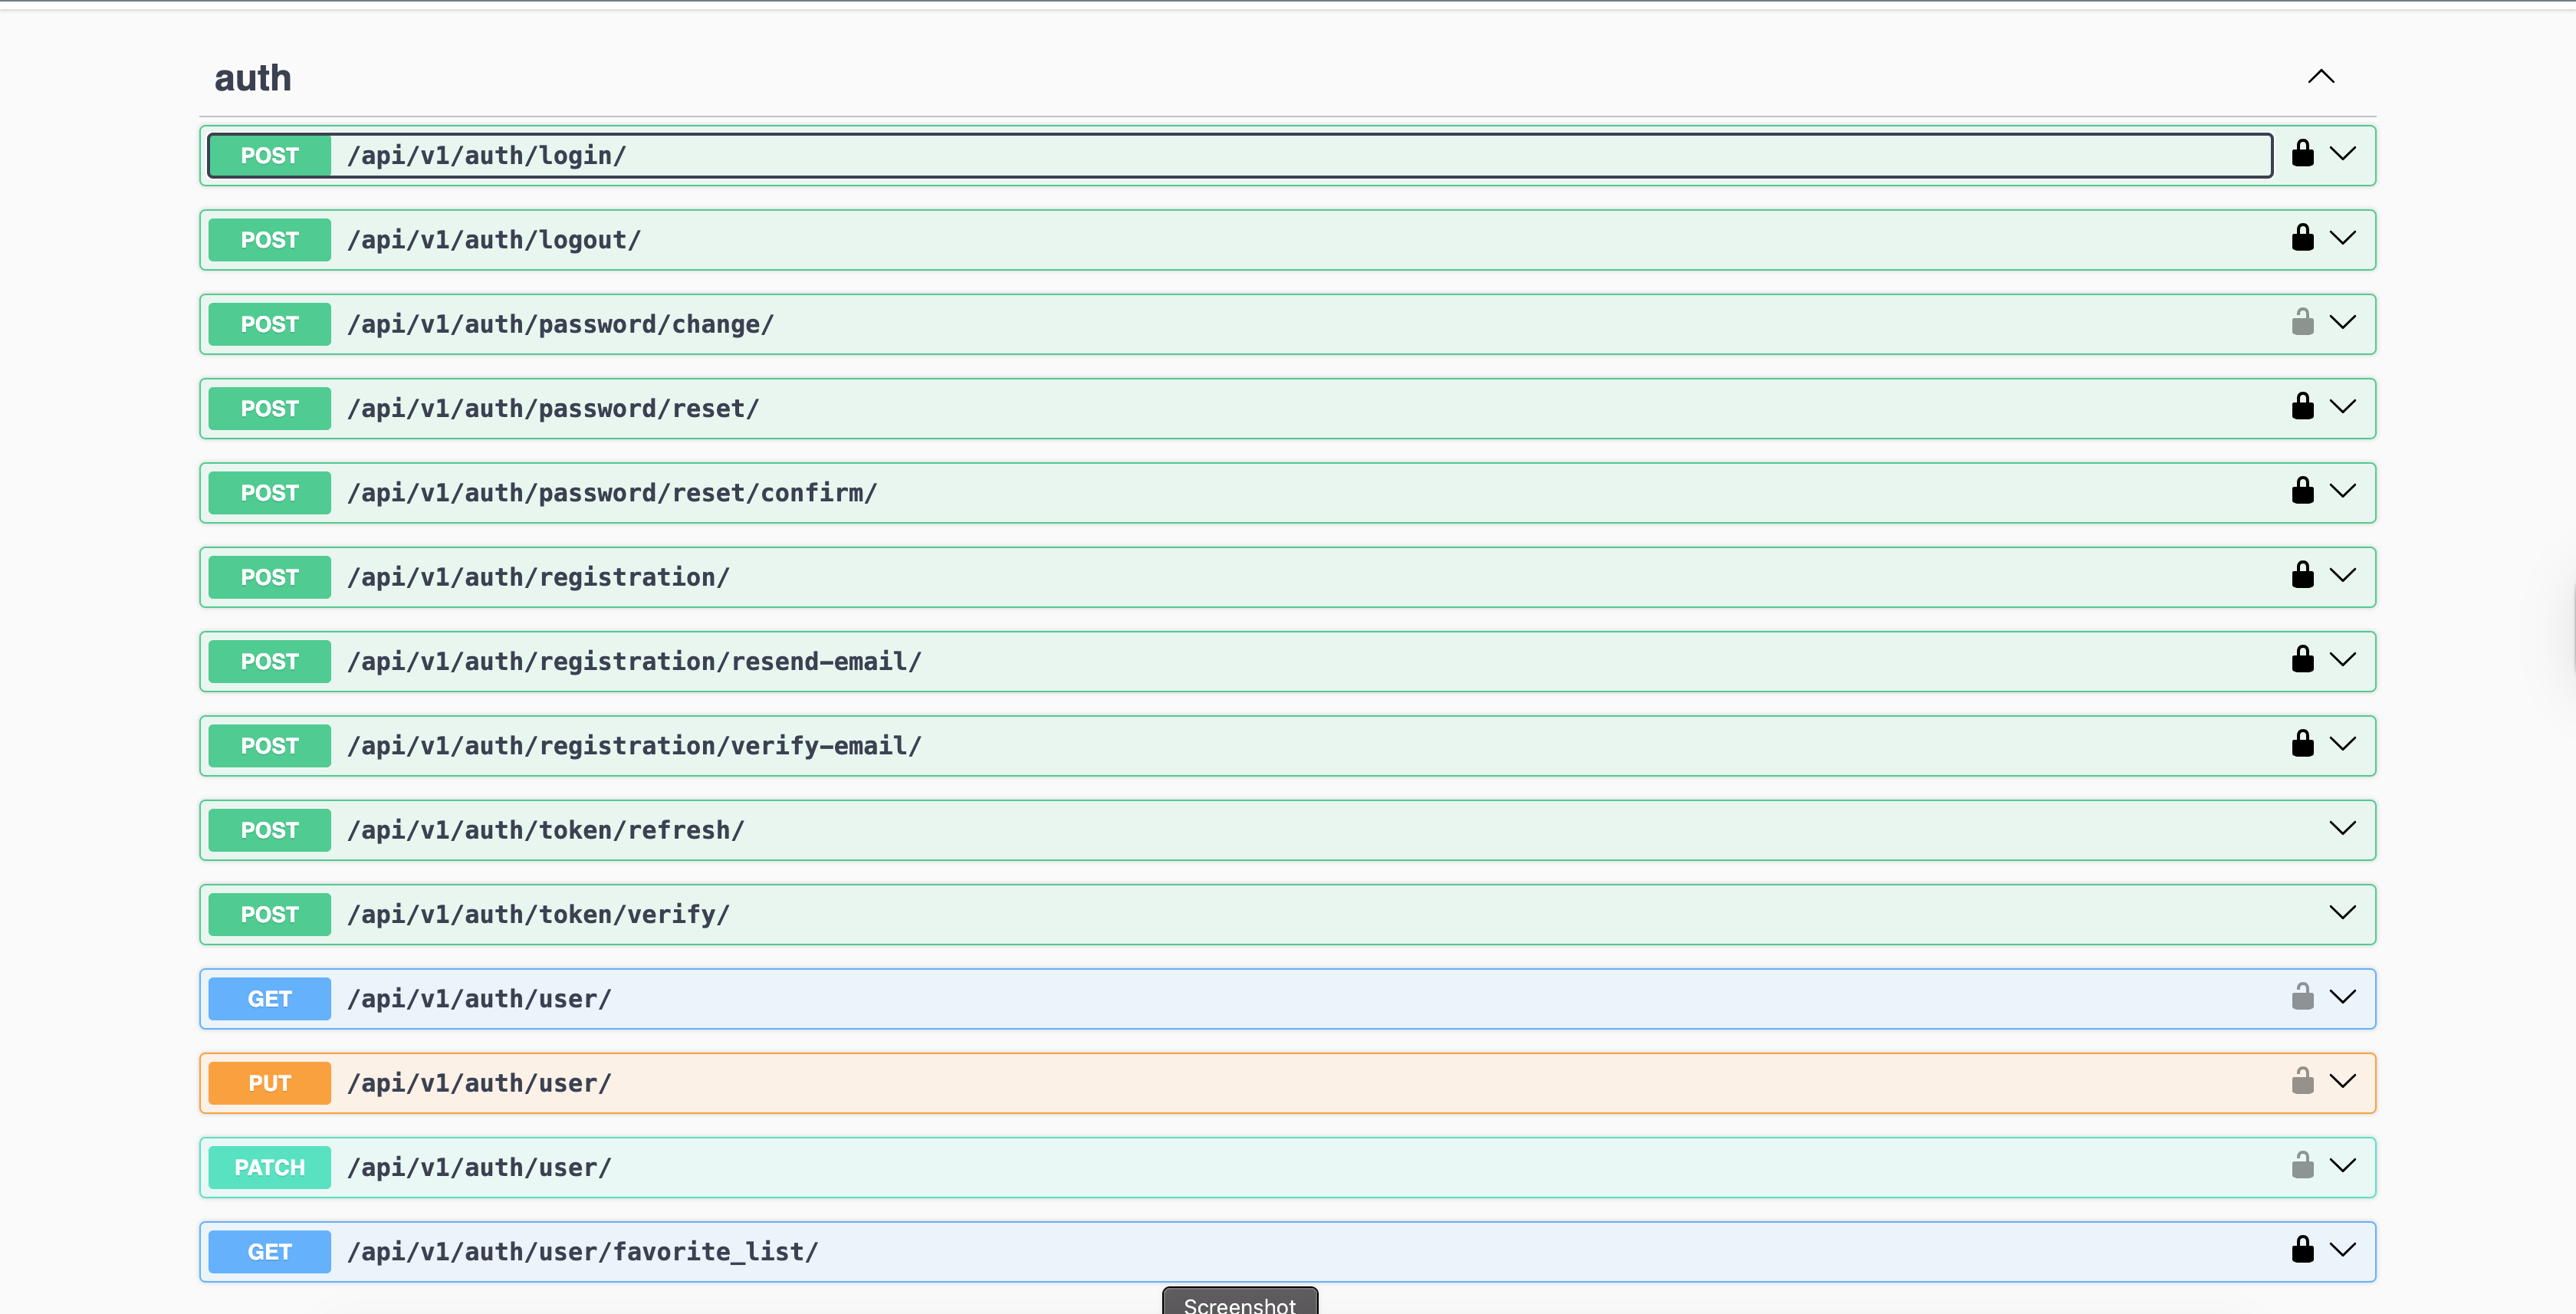 auth
POST /api/v1/auth/login/
POST /api/v1/auth/logout/
POST /api/v1/auth/password/change/
POST /api/v1/auth/password/reset/
POST /api/v1/auth/password/reset/confirm/
POST /api/v1/auth/registration/
POST /api/v1/auth/registration/resend-email/
POST /api/v1/auth/registration/verify-email/
POST /api/v1/auth/token/refresh/
POST /api/v1/auth/token/verify/
GET /api/v1/auth/user/
PUT /api/v1/auth/user/
PATCH /api/v1/auth/user/
GET /api/v1/auth/user/favorite_list/
Screenshot